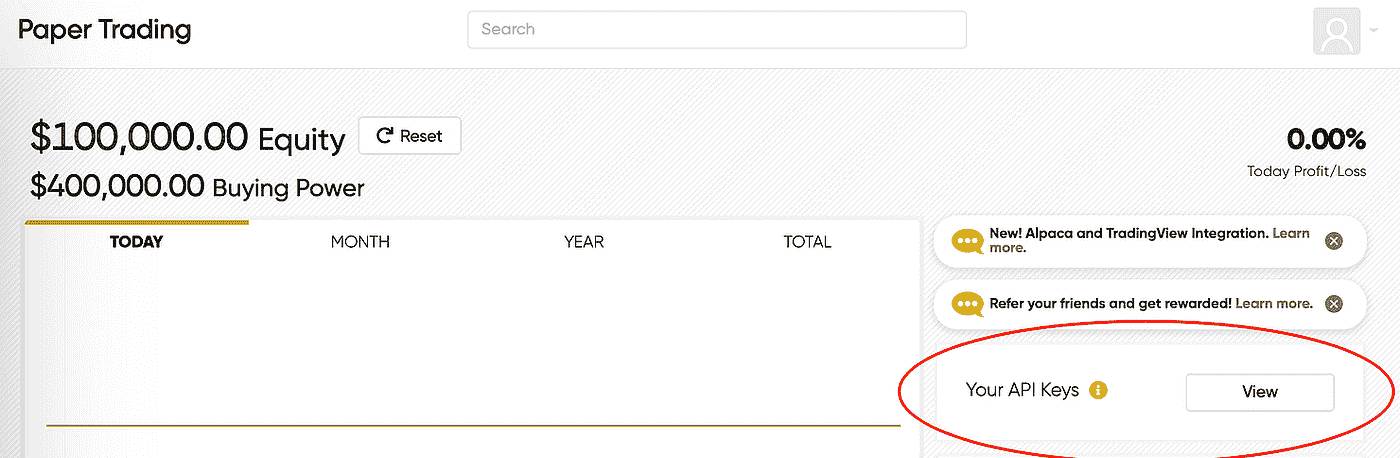 Paper Trading
Search
$100,000.00 Equity
Reset
$400,000.00 Buying Power
0.00%
Today Profit/Loss
TODAY
MONTH
YEAR
TOTAL
New! Alpaca and TradingView Integration. Learn
more.
Refer your friends and get rewarded! Learn more.
Your API Keys
View